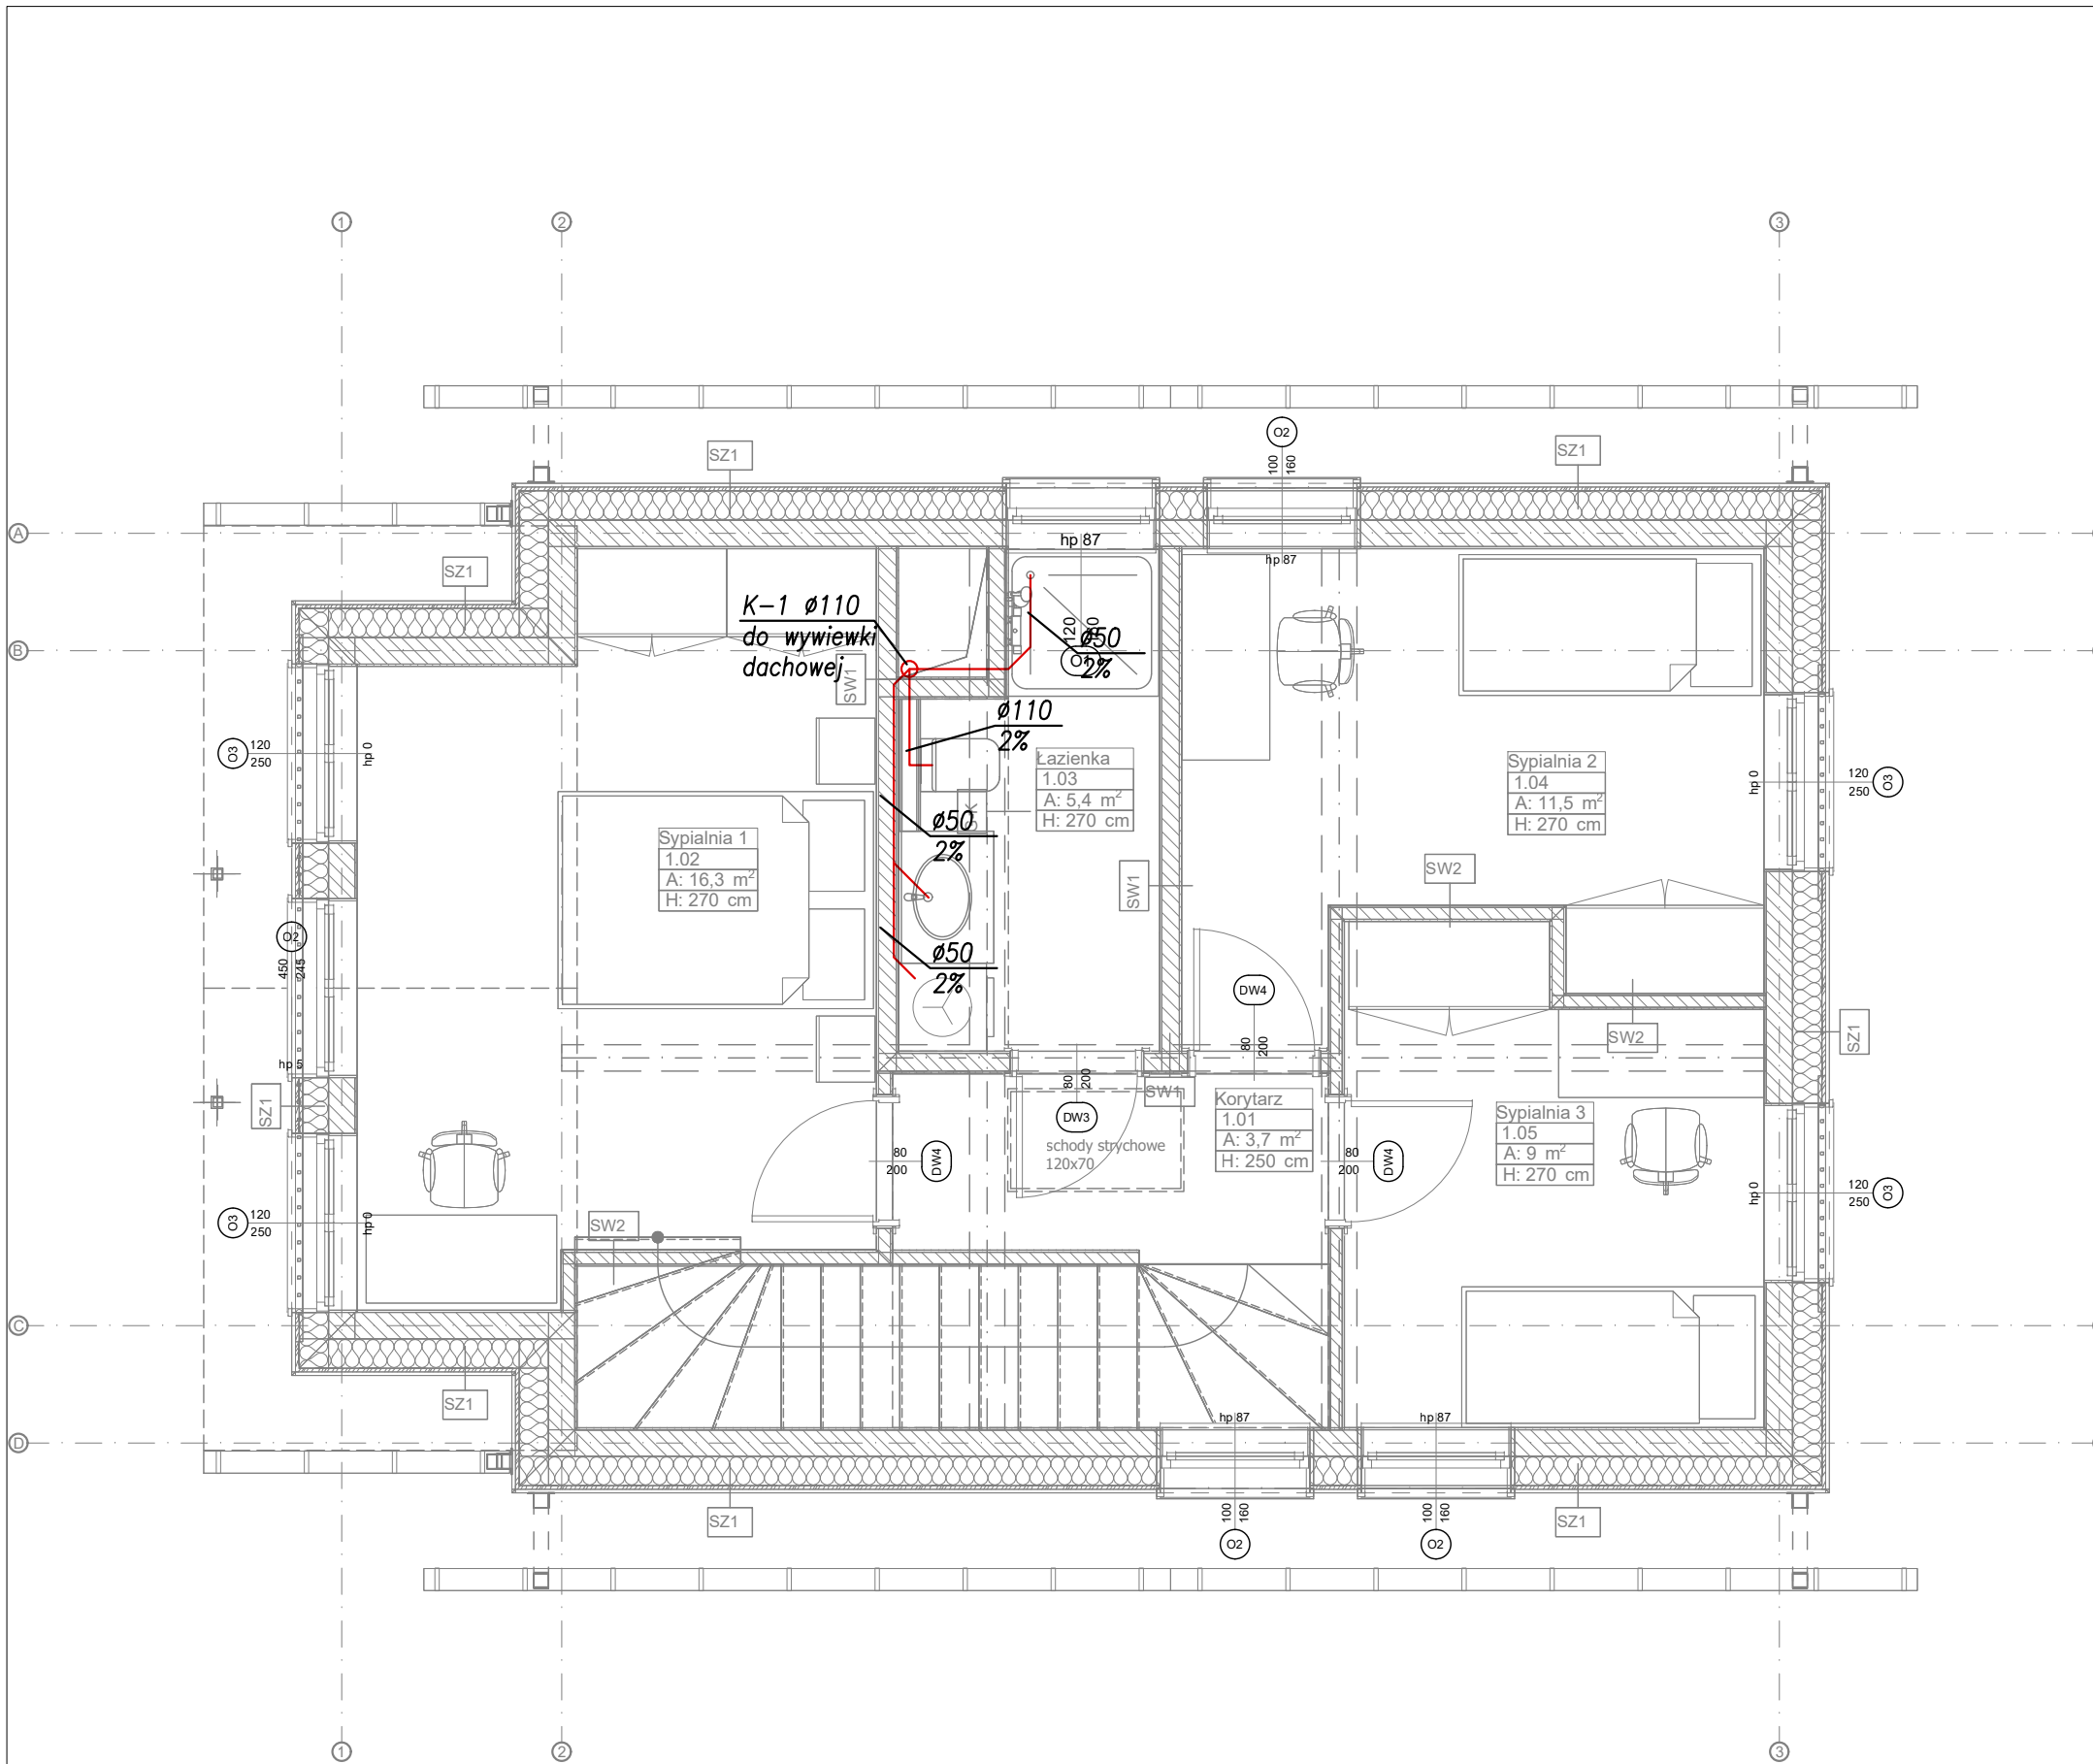 1
2
3
O2
100
160
SZ1
SZ1
A
hp 87
hp 87
SZ1
K-1 ø110
do wywiewki
dachowej
120
ø50
2%
B
SW1
ø110
2%
O3
120
250
hp 0
Łazienka
1.03
A: 5,4 m²
H: 270 cm
Sypialnia 2
1.04
A: 11,5 m²
H: 270 cm
hp 0
120
250
O3
Sypialnia 1
1.02
A: 16,3 m²
H: 270 cm
ø50
2%
SW1
SW2
O2
450
245
ø50
2%
DW4
80
200
SW2
SZ1
hp 5
SZ1
80
200
DW3
SW1
schody strychowe
120x70
Korytarz
1.01
A: 3,7 m²
H: 250 cm
80
200
DW4
80
200
DW4
Sypialnia 3
1.05
A: 9 m²
H: 270 cm
O3
120
250
hp 0
hp 0
120
250
O3
SW2
C
SZ1
hp 87
hp 87
D
SZ1
100
160
O2
100
160
O2
SZ1
1
2
3